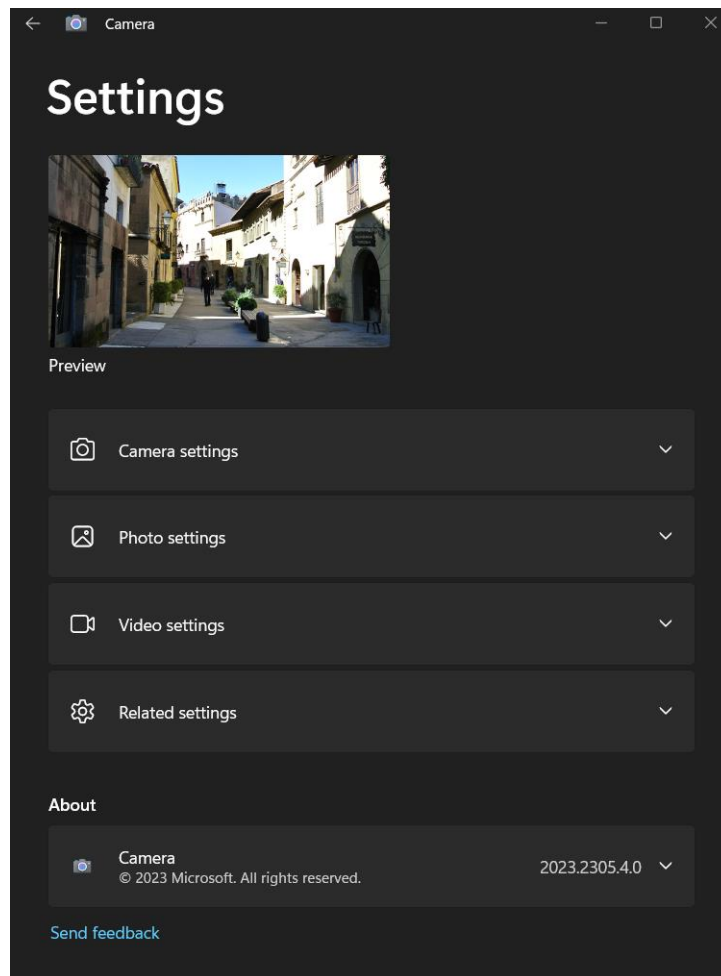 Camera
Settings
Preview
Camera settings
Photo settings
Video settings
Related settings
About
Camera
© 2023 Microsoft. All rights reserved.
2023.2305.4.0
Send feedback